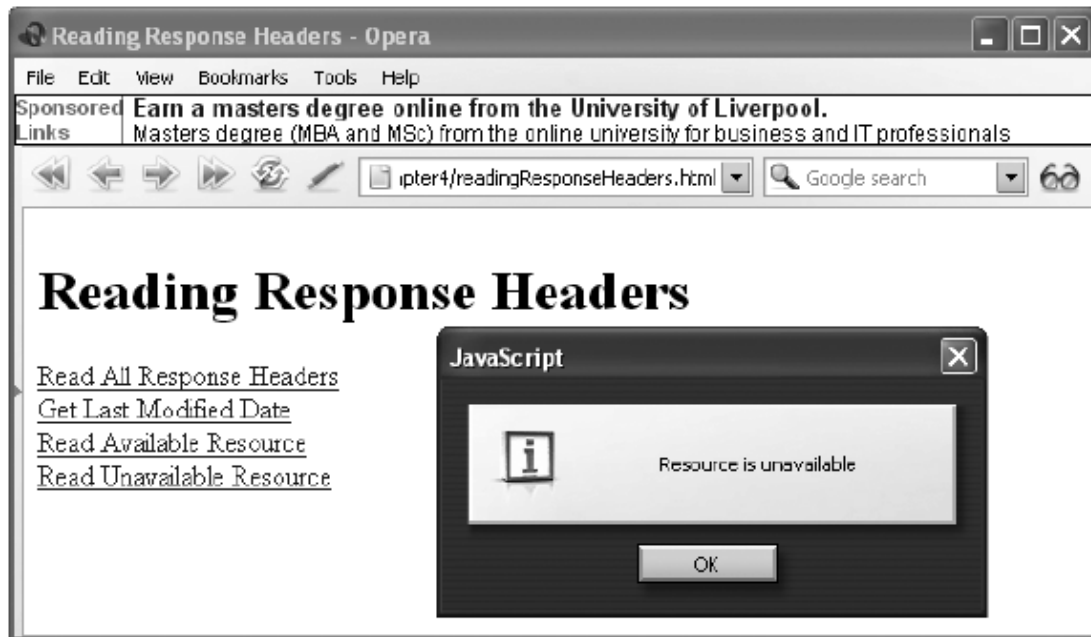 Reading Response Headers - Opera
File Edit View Bookmarks Tools Help
Sponsored Links
Earn a masters degree online from the University of Liverpool.
Masters degree (MBA and MSc) from the online university for business and IT professionals
ipter4/readingResponseHeaders.html
Google search
Reading Response Headers
Read All Response Headers
Get Last Modified Date
Read Available Resource
Read Unavailable Resource
JavaScript
Resource is unavailable
OK